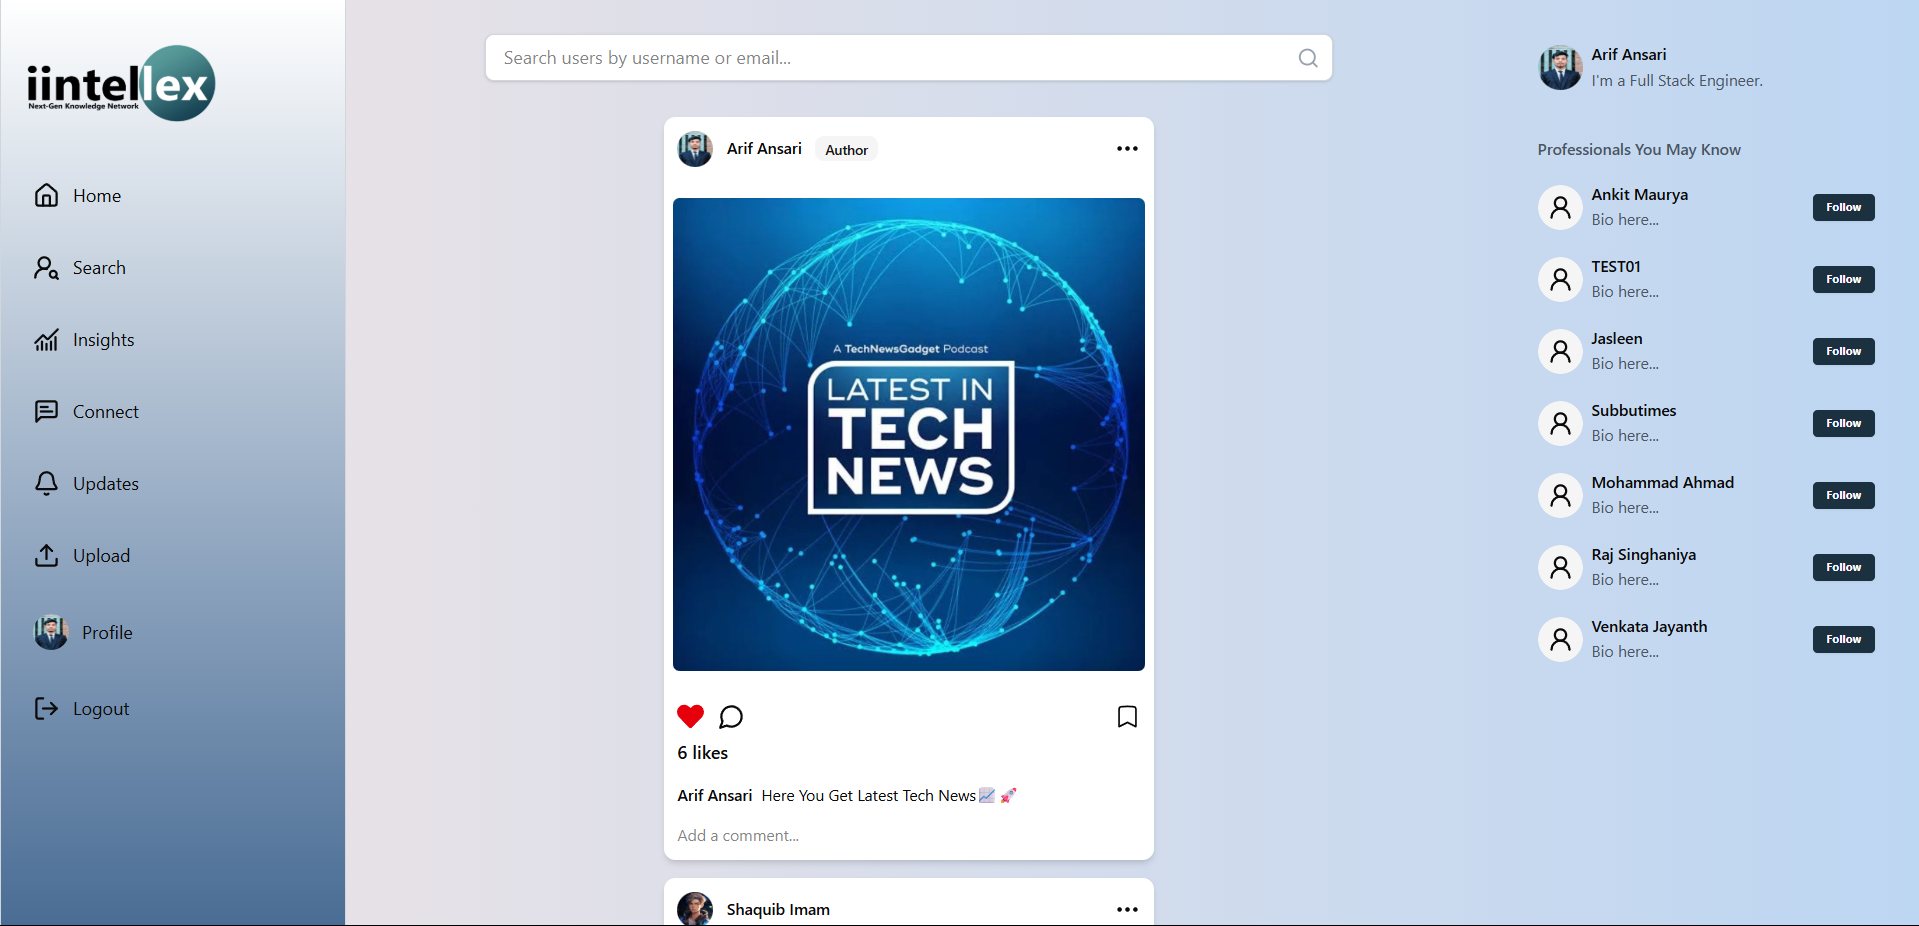 iintellex
Next-Gen Knowledge Network
Home
Search
Insights
Connect
Updates
Upload
Profile
Logout
Search users by username or email...
Arif Ansari Author
A TechNewsGadget Podcast
LATEST IN
TECH
NEWS
6 likes
Arif Ansari Here You Get Latest Tech News📈 🚀
Add a comment...
Shaquib Imam
Arif Ansari
I'm a Full Stack Engineer.
Professionals You May Know
Ankit Maurya
Bio here...
Follow
TEST01
Bio here...
Follow
Jasleen
Bio here...
Follow
Subbutimes
Bio here...
Follow
Mohammad Ahmad
Bio here...
Follow
Raj Singhaniya
Bio here...
Follow
Venkata Jayanth
Bio here...
Follow